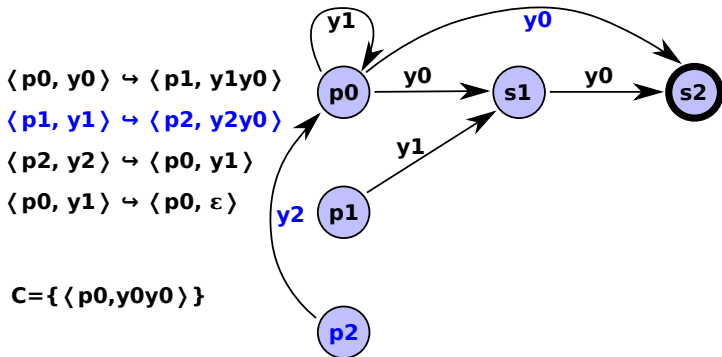 y1
y0
⟨p0, y0⟩ ↪ ⟨p1, y1y0⟩
p0
y0
s1
y0
s2
⟨p1, y1⟩ ↪ ⟨p2, y2y0⟩
y1
⟨p2, y2⟩ ↪ ⟨p0, y1⟩
⟨p0, y1⟩ ↪ ⟨p0, ε⟩
y2
p1
C={⟨p0,y0y0⟩}
p2